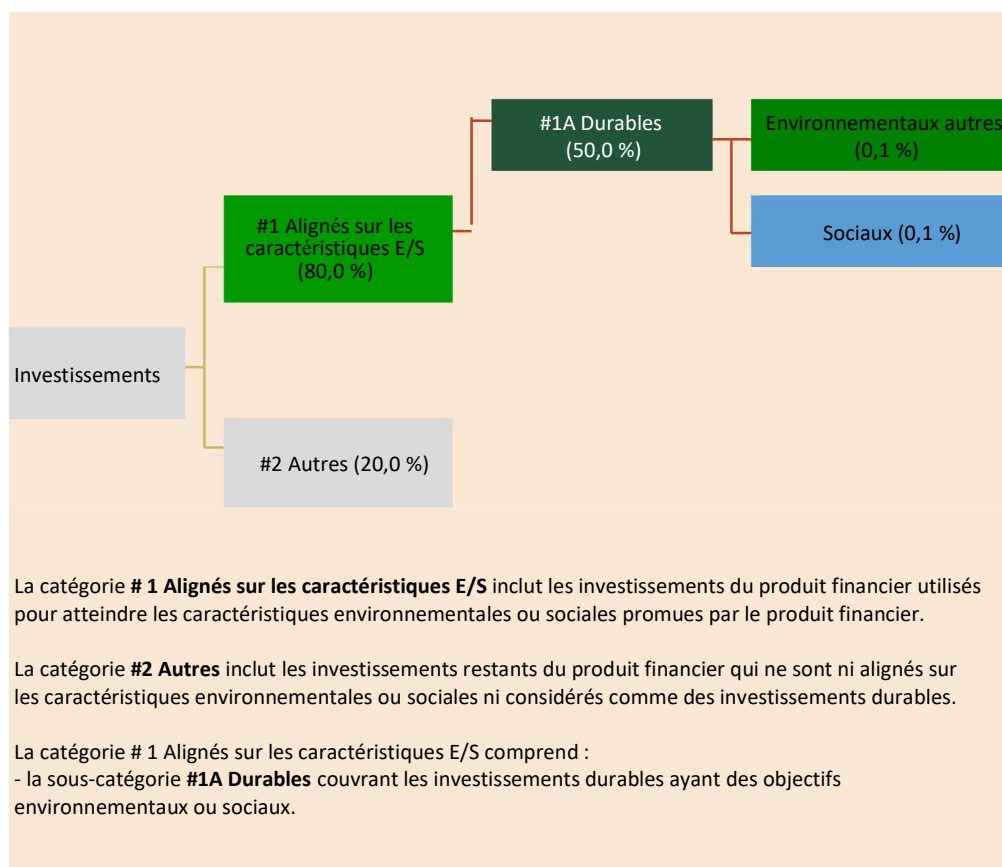 #1A Durables
(50,0 %)
Environnementaux autres
(0,1 %)
#1 Alignés sur les
caractéristiques E/S
(80,0 %)
Sociaux (0,1 %)
Investissements
#2 Autres (20,0 %)
La catégorie # 1 Alignés sur les caractéristiques E/S inclut les investissements du produit financier utilisés
pour atteindre les caractéristiques environnementales ou sociales promues par le produit financier.
La catégorie #2 Autres inclut les investissements restants du produit financier qui ne sont ni alignés sur
les caractéristiques environnementales ou sociales ni considérés comme des investissements durables.
La catégorie # 1 Alignés sur les caractéristiques E/S comprend :
- la sous-catégorie #1A Durables couvrant les investissements durables ayant des objectifs
environnementaux ou sociaux.